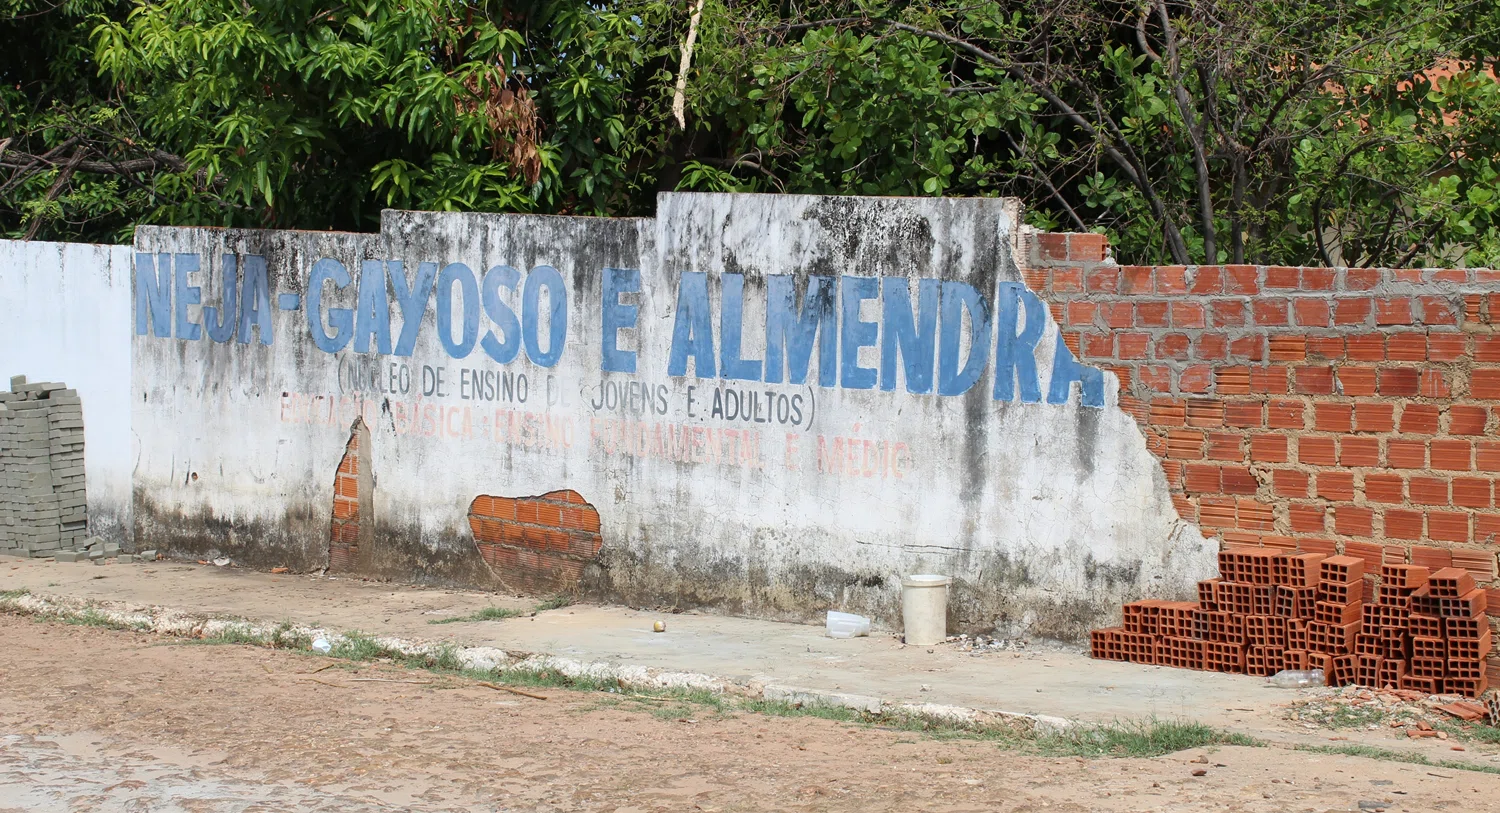 NEJA-GAYOSO E ALMENDRA
(NÚCLEO DE ENSINO DE JOVENS E ADULTOS)
EDUCAÇÃO BÁSICA: ENSINO FUNDAMENTAL E MÉDIO